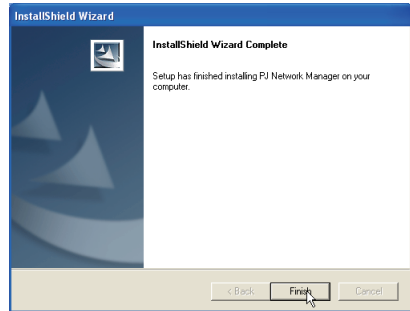 InstallShield Wizard
InstallShield Wizard Complete
Setup has finished installing PJ Network Manager on your
computer.
< Back
Finish
Cancel